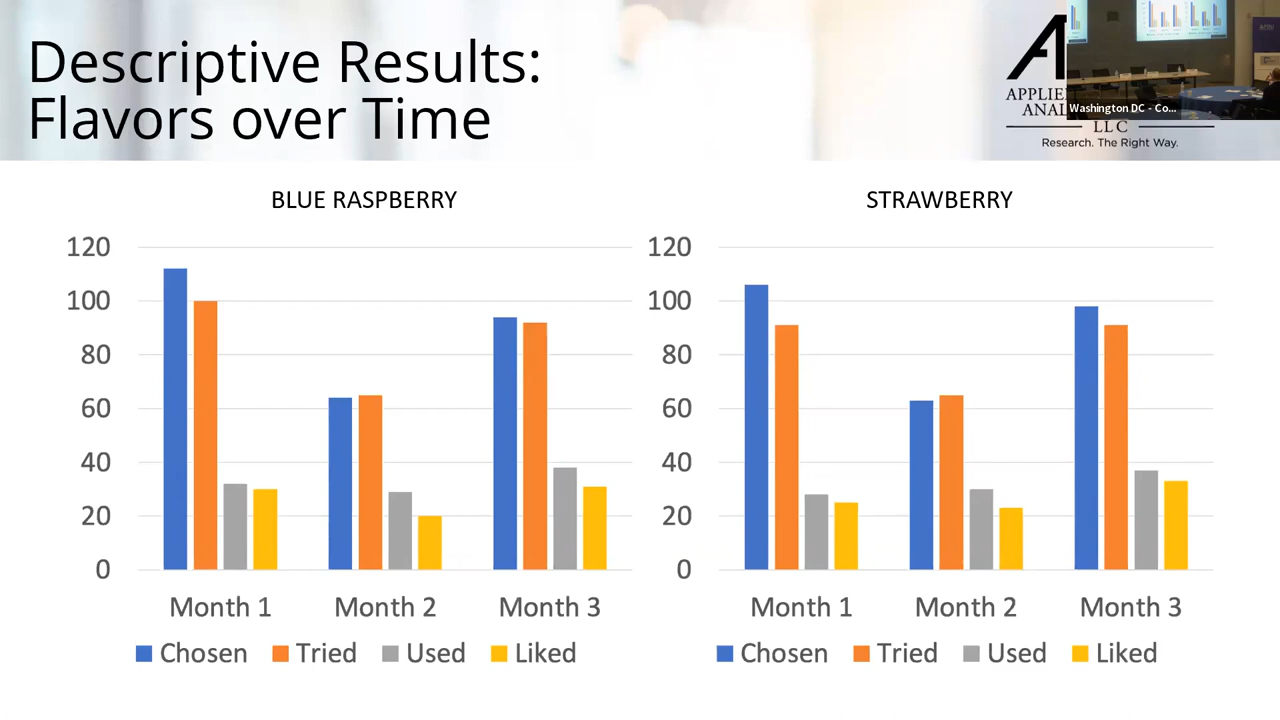 Descriptive Results:
Flavors over Time
APPLIE
ANAL
LLC
Research. The Right Way.
Washington DC - Co...
BLUE RASPBERRY
120
100
80
60
40
20
0
Month 1 Month 2 Month 3
Chosen Tried Used Liked
STRAWBERRY
120
100
80
60
40
20
0
Month 1 Month 2 Month 3
Chosen Tried Used Liked